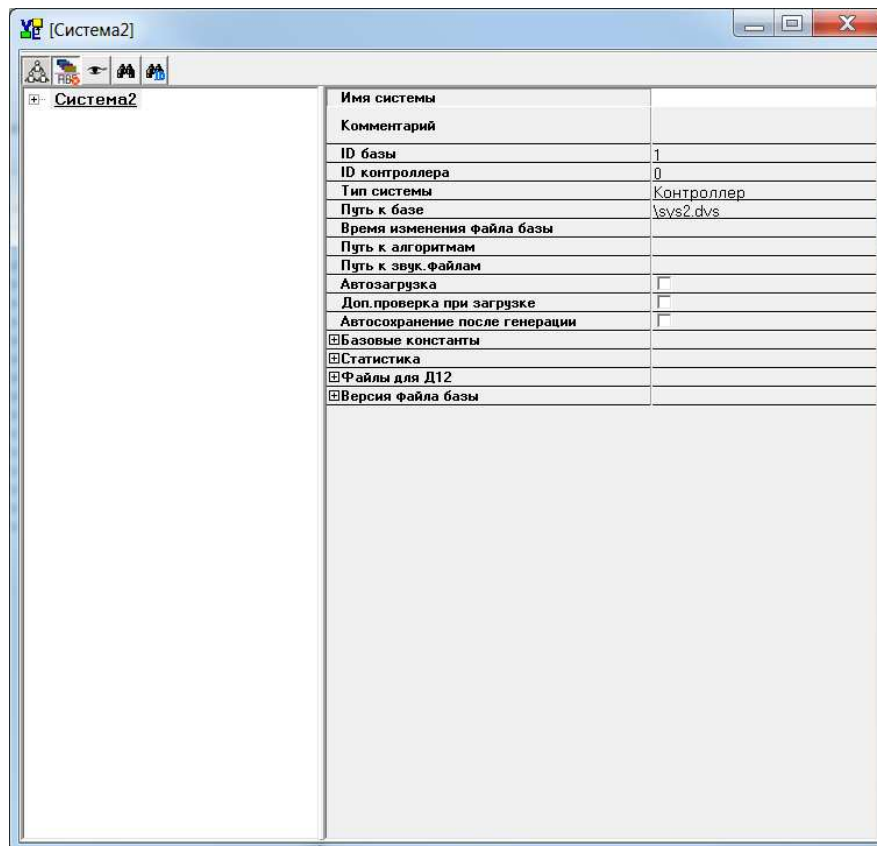 [Система2]
Система2
Имя системы
Комментарий
ID базы 1
ID контроллера 0
Тип системы Контроллер
Путь к базе \sys2.dvs
Время изменения файла базы
Путь к алгоритмам
Путь к звук.файлам
Автозагрузка
Доп.проверка при загрузке
Автосохранение после генерации
Базовые константы
Статистика
Файлы для Д12
Версия файла базы